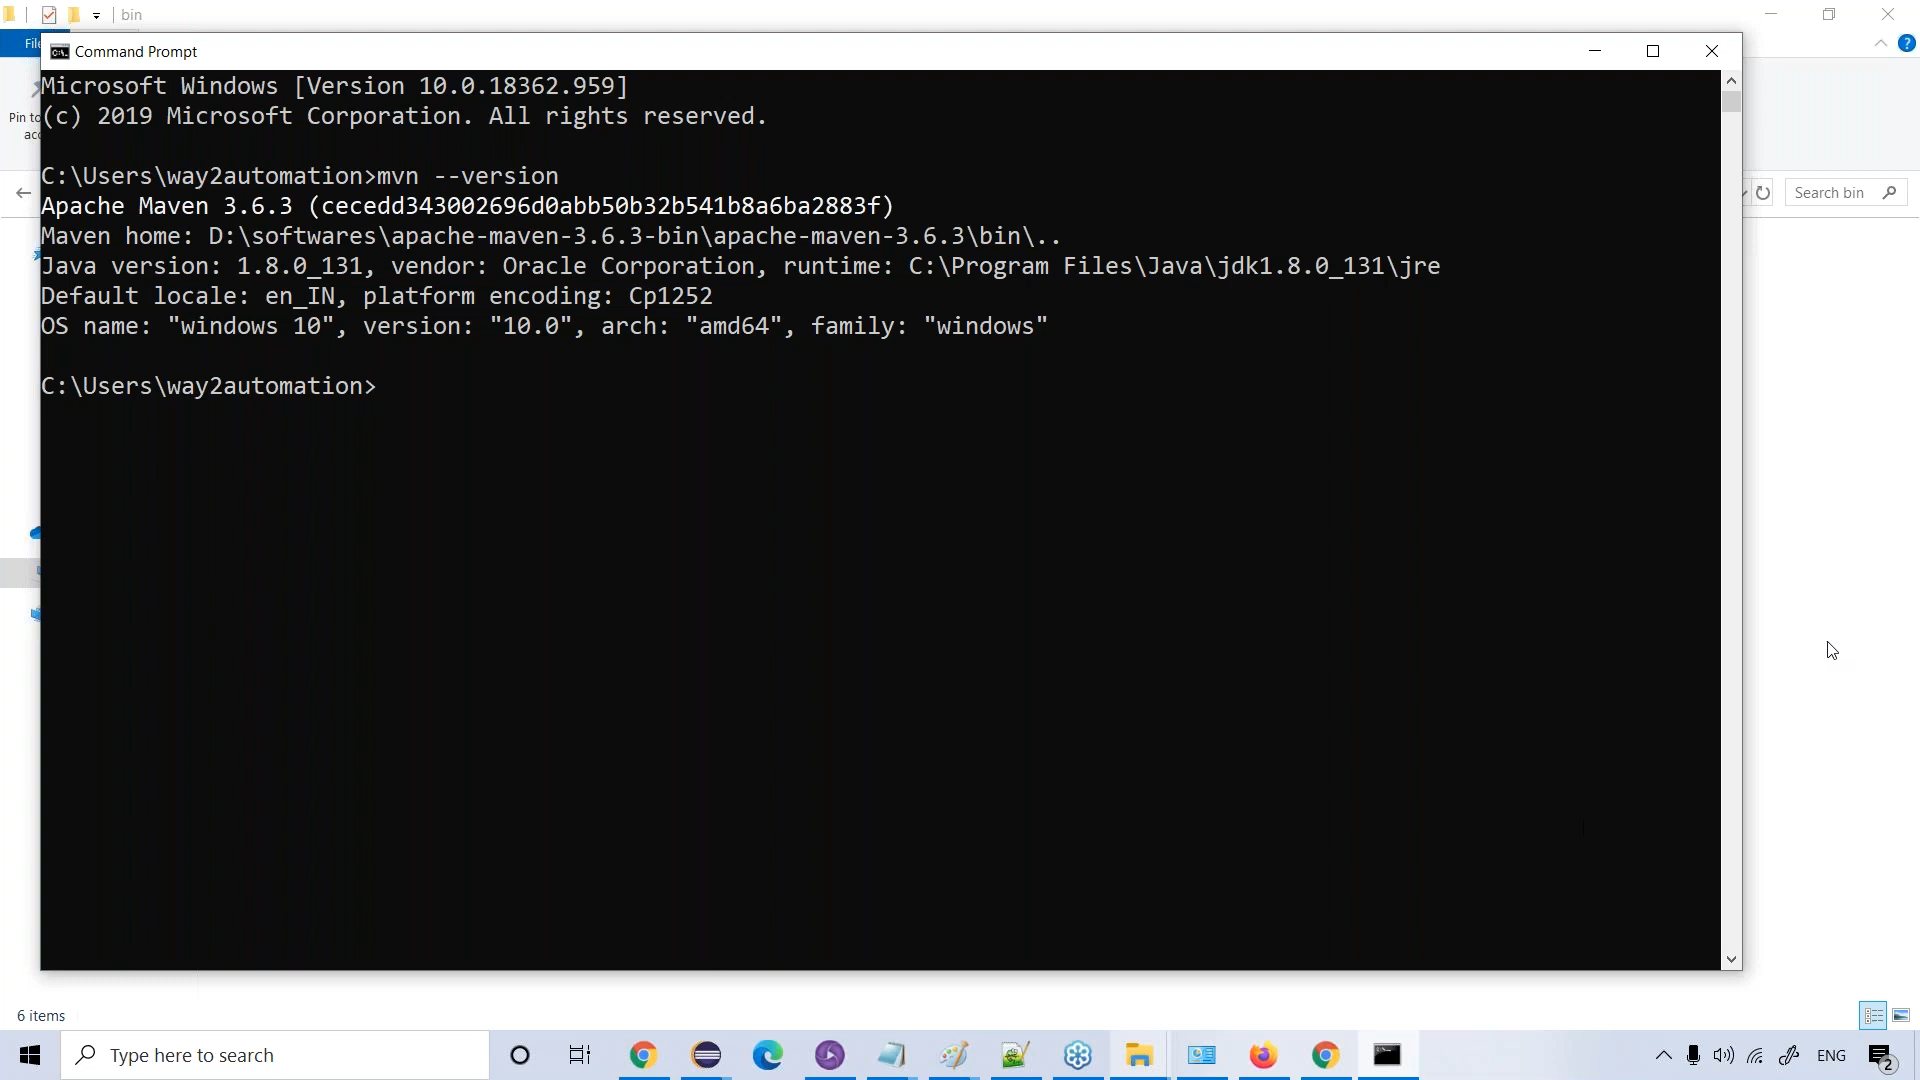 bin
File
Command Prompt
Pin to
Microsoft Windows [Version 10.0.18362.959]
(c) 2019 Microsoft Corporation. All rights reserved.
C:\Users\way2automation>mvn --version
Apache Maven 3.6.3 (cecedd343002696d0abb50b32b541b8a6ba2883f)
Maven home: D:\softwares\apache-maven-3.6.3-bin\apache-maven-3.6.3\bin\..
Java version: 1.8.0_131, vendor: Oracle Corporation, runtime: C:\Program Files\Java\jdk1.8.0_131\jre
Default locale: en_IN, platform encoding: Cp1252
OS name: "windows 10", version: "10.0", arch: "amd64", family: "windows"
C:\Users\way2automation>
Search bin
6 items
Type here to search
ENG
2